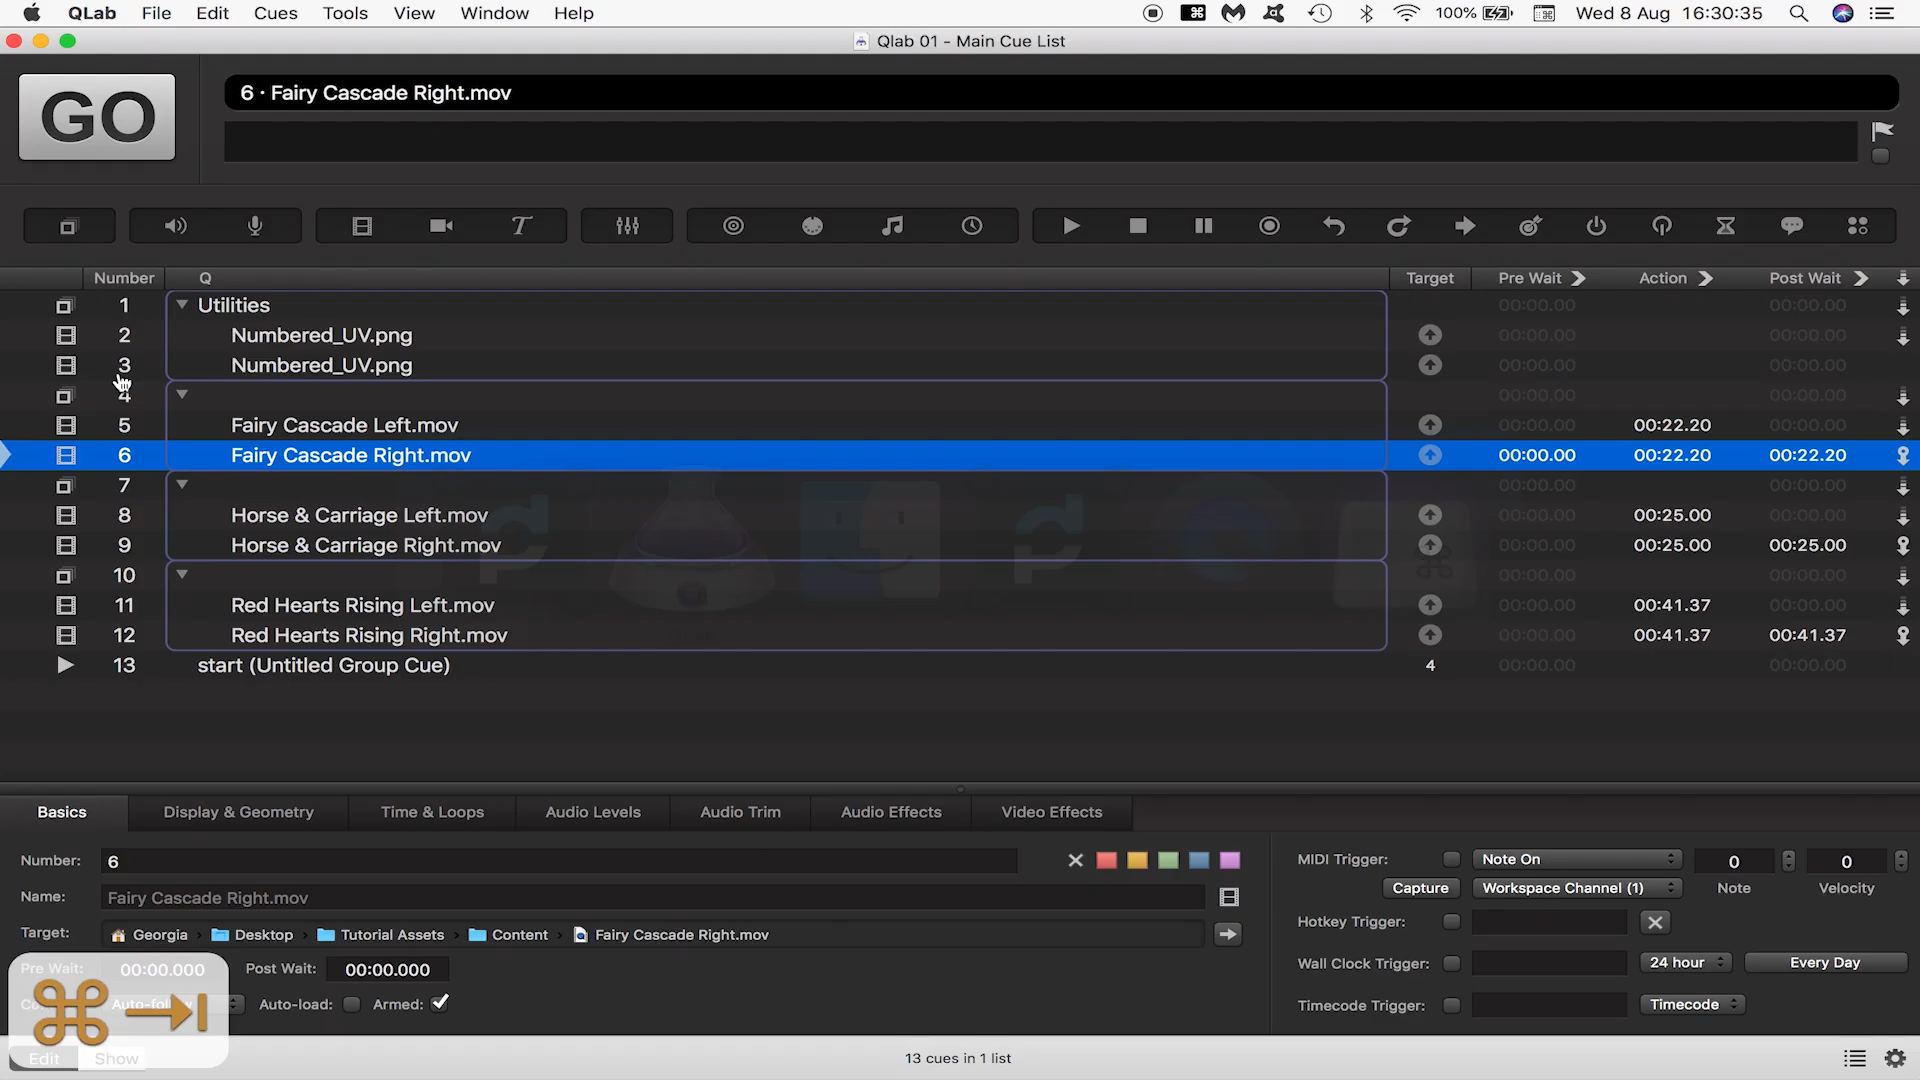 QLab File Edit Cues Tools View Window Help 100% Wed 8 Aug 16:30:35
Qlab 01 - Main Cue List
GO
6 · Fairy Cascade Right.mov
Number Q Target Pre Wait Action Post Wait
1 Utilities 00:00.00 00:00.00
2 Numbered_UV.png 00:00.00 00:00.00
3 Numbered_UV.png 00:00.00 00:00.00
4 00:00.00 00:00.00
5 Fairy Cascade Left.mov 00:00.00 00:22.20 00:00.00
6 Fairy Cascade Right.mov 00:00.00 00:22.20 00:22.20
7 00:00.00 00:00.00
8 Horse & Carriage Left.mov 00:00.00 00:25.00 00:00.00
9 Horse & Carriage Right.mov 00:00.00 00:25.00 00:25.00
10 00:00.00 00:00.00
11 Red Hearts Rising Left.mov 00:00.00 00:41.37 00:00.00
12 Red Hearts Rising Right.mov 00:00.00 00:41.37 00:41.37
13 start (Untitled Group Cue) 4 00:00.00 00:00.00
Basics Display & Geometry Time & Loops Audio Levels Audio Trim Audio Effects Video Effects
Number: 6
Name: Fairy Cascade Right.mov
Target: Georgia Desktop Tutorial Assets Content Fairy Cascade Right.mov
Pre Wait: 00:00.000 Post Wait: 00:00.000
Auto-load: Armed:
MIDI Trigger: Note On 0 0
Capture Workspace Channel (1) Note Velocity
Hotkey Trigger:
Wall Clock Trigger: 24 hour Every Day
Timecode Trigger: Timecode
Edit Show 13 cues in 1 list